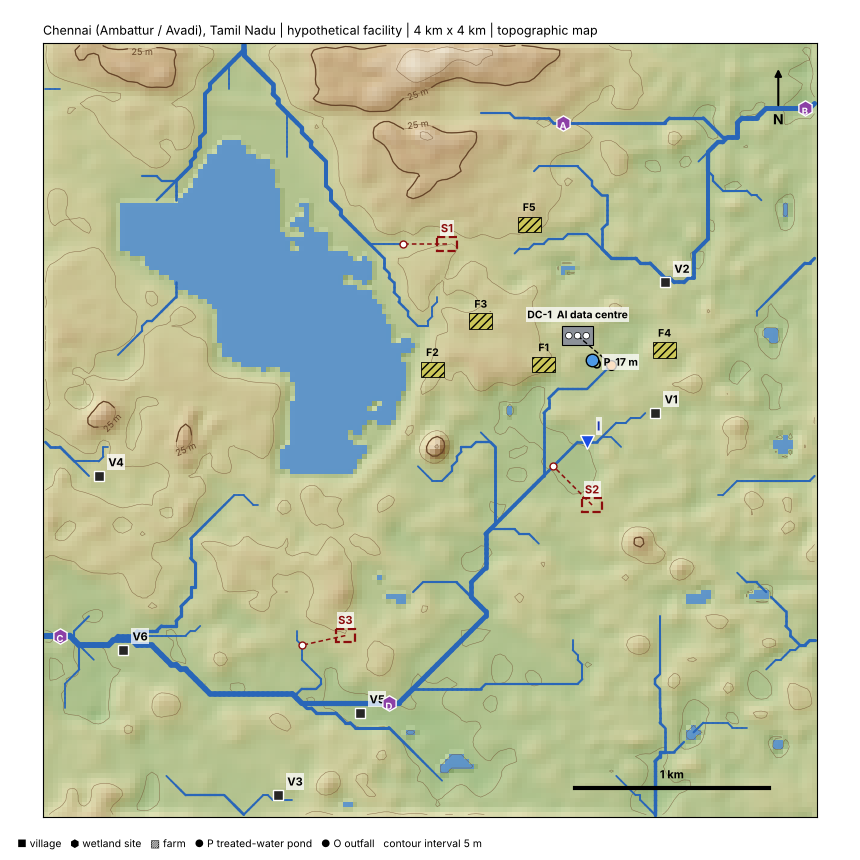 Chennai (Ambattur / Avadi), Tamil Nadu | hypothetical facility | 4 km x 4 km | topographic map
25 m
25 m
25 m
A
B
N
F5
S1
V2
F3
DC-1 AI data centre
F4
F1
F2
P 17 m
V1
25 m
I
25 m
V4
S2
S3
C
V6
V5
D
1 km
V3
village
wetland site
farm
P treated-water pond
O outfall
contour interval 5 m